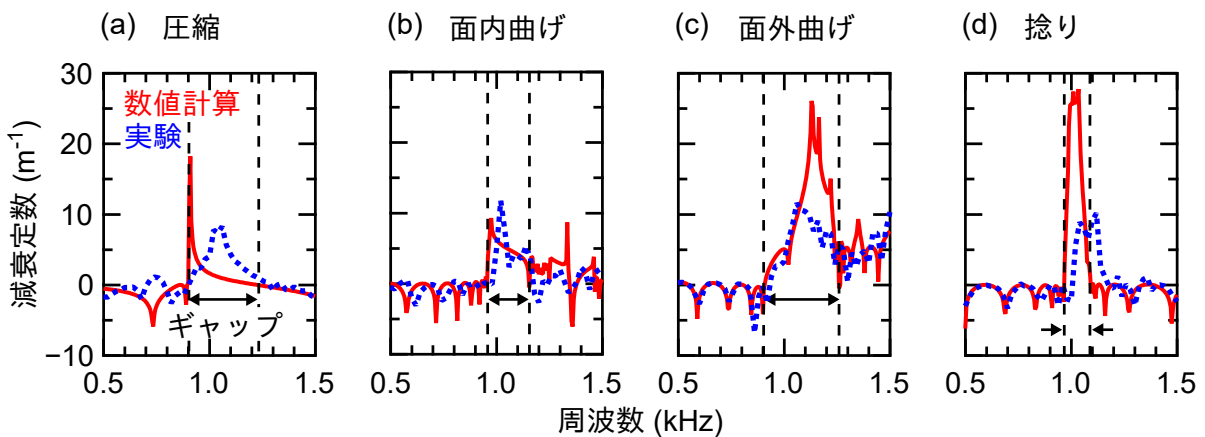 (a) 圧縮
(b) 面内曲げ
(c) 面外曲げ
(d) 捻り
減衰定数 (m⁻¹)
30
20
10
0
−10
数値計算
実験
ギャップ
0.5 1.0 1.5
0.5 1.0 1.5
0.5 1.0 1.5
0.5 1.0 1.5
周波数 (kHz)